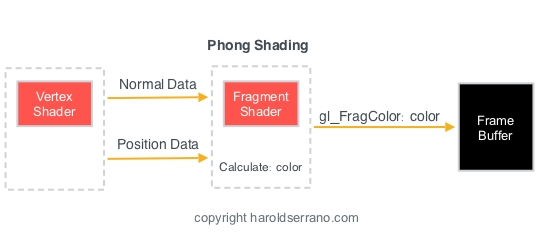 Phong Shading
Vertex
Shader
Normal Data
Position Data
Fragment
Shader
Calculate: color
gl_FragColor: color
Frame
Buffer
copyright haroldserrano.com